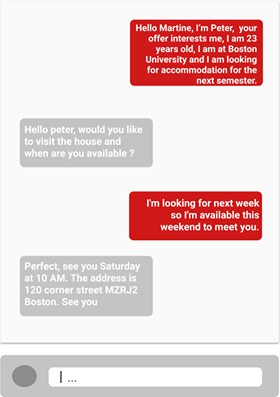 Hello Martine, I'm Peter, your
offer interests me, I am 23
years old, I am at Boston
University and I am looking
for accommodation for the
next semester.
Hello peter, would you like
to visit the house and
when are you available ?
I'm looking for next week
so I'm available this
weekend to meet you.
Perfect, see you Saturday
at 10 AM. The address is
120 corner street MZRJ2
Boston. See you
...